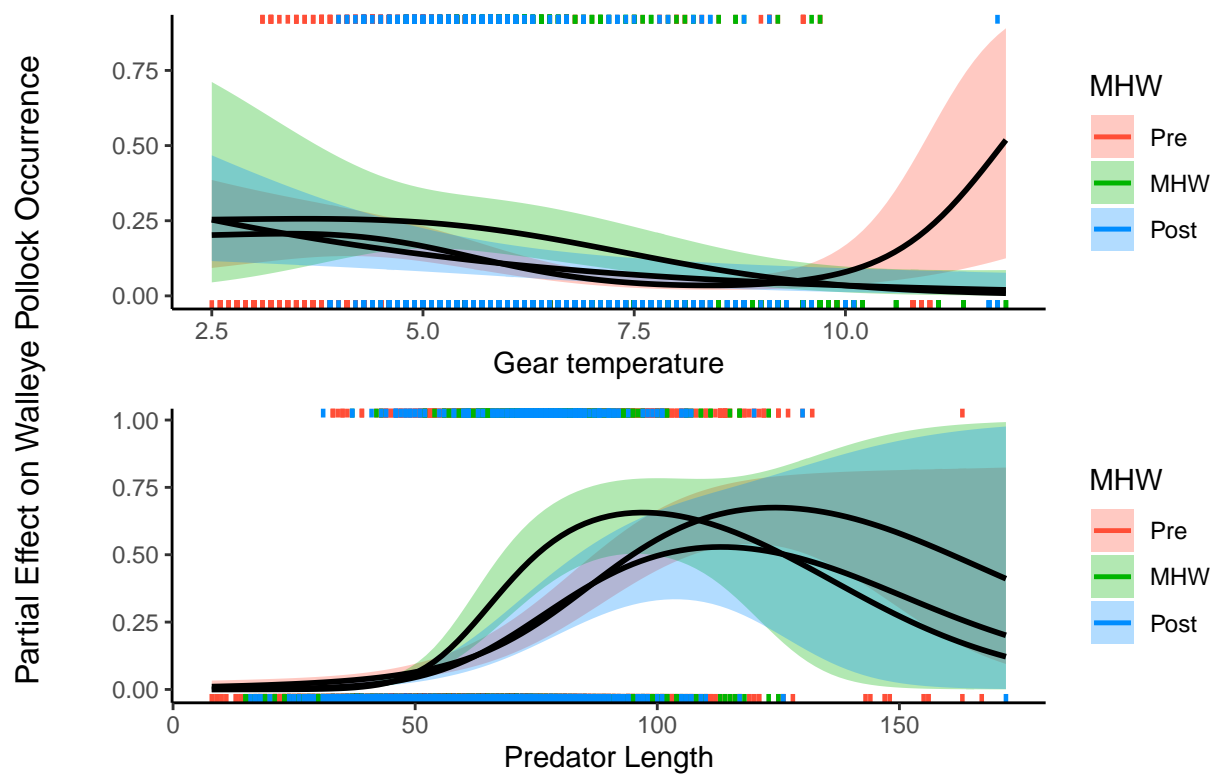 Partial Effect on Walleye Pollock Occurrence
0.75
0.50
0.25
0.00
2.5 5.0 7.5 10.0
Gear temperature
MHW
Pre
MHW
Post
1.00
0.75
0.50
0.25
0.00
0 50 100 150
Predator Length
MHW
Pre
MHW
Post